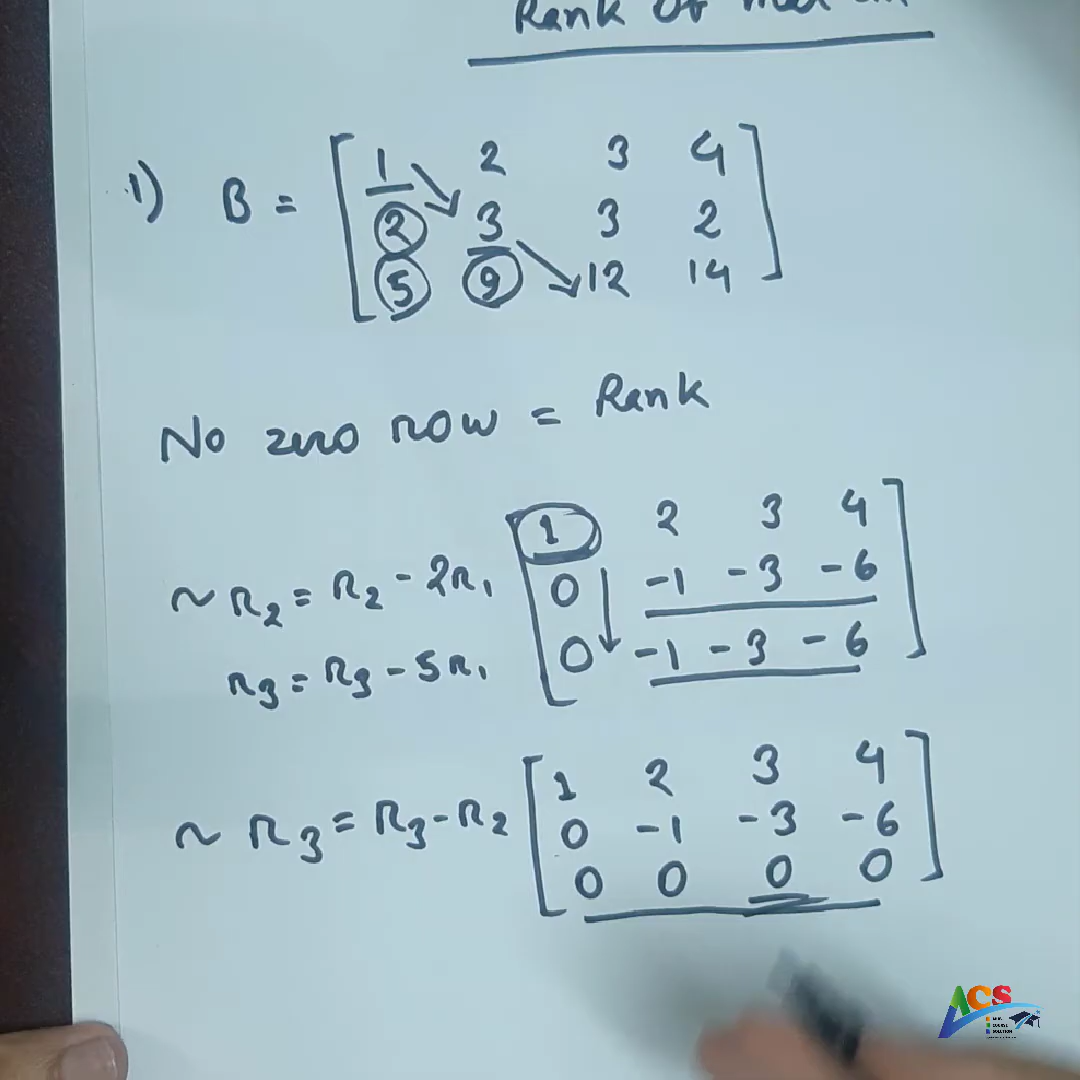 Rank of
1) B = [ 1 2 3 4
2 3 3 2
5 9 12 14 ]
No zero row = Rank
[ 1 2 3 4
~ R₂ = R₂ - 2R₁ 0 -1 -3 -6
R₃ = R₃ - 5R₁ 0 -1 -3 -6 ]
[ 1 2 3 4
~ R₃ = R₃ - R₂ 0 -1 -3 -6
0 0 0 0 ]
ACS
COURSE
SOLUTION